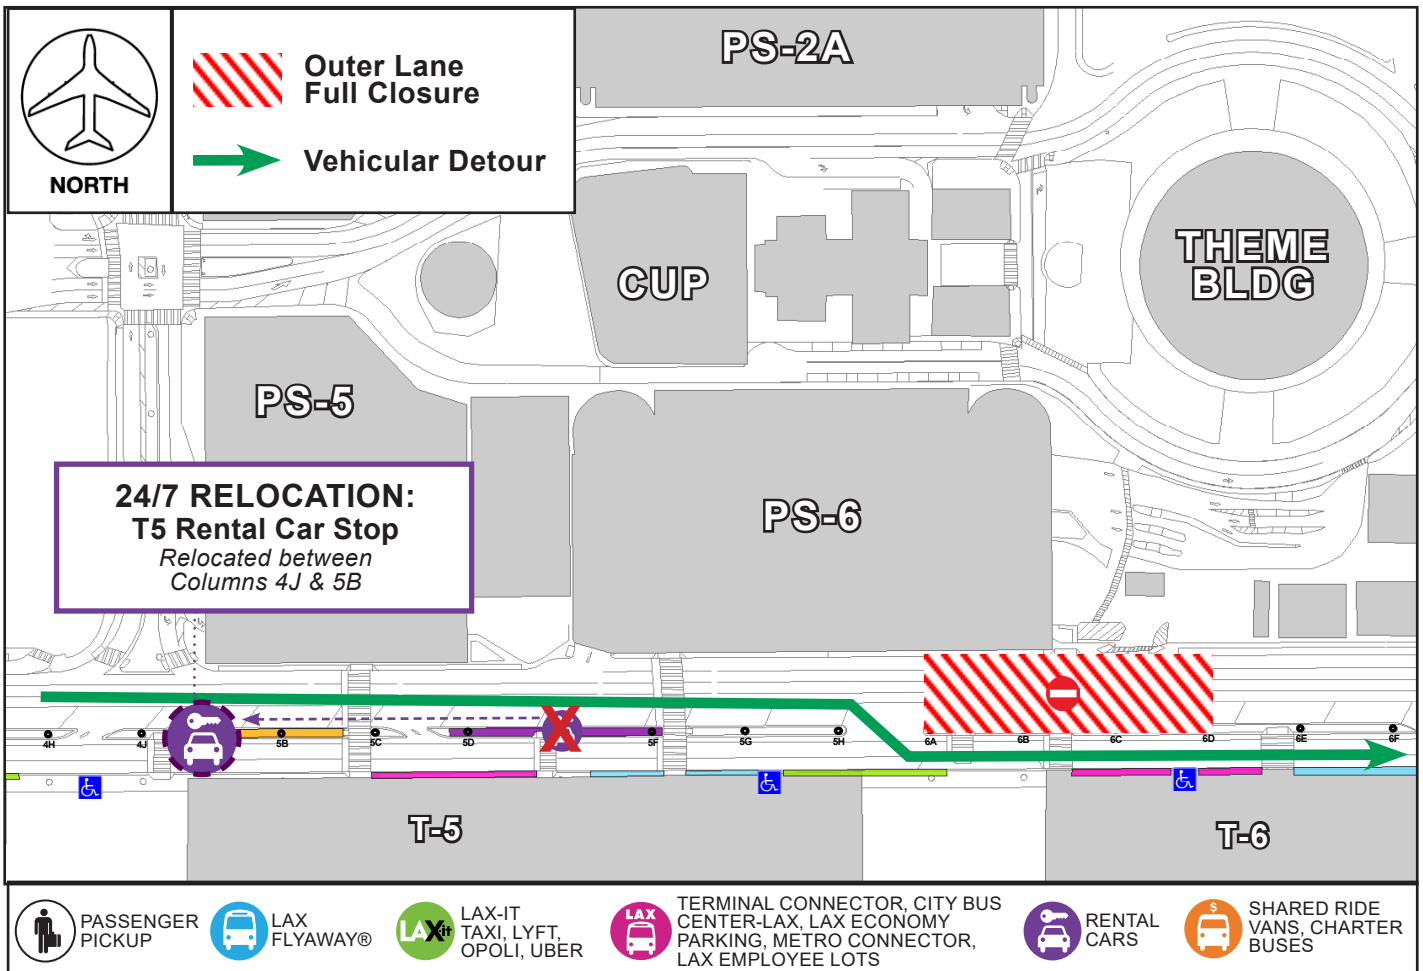 NORTH
Outer Lane
Full Closure
Vehicular Detour
PS-2A
CUP
THEME
BLDG
PS-5
PS-6
24/7 RELOCATION:
T5 Rental Car Stop
Relocated between
Columns 4J & 5B
4H
4J
5B
5C
5D
X
5F
5G
5H
6A
6B
6C
6D
6E
6F
T-5
T-6
PASSENGER
PICKUP
LAX
FLYAWAY®
LAXit
LAX-IT
TAXI, LYFT,
OPOLI, UBER
LAX
TERMINAL CONNECTOR, CITY BUS
CENTER-LAX, LAX ECONOMY
PARKING, METRO CONNECTOR,
LAX EMPLOYEE LOTS
RENTAL
CARS
$
SHARED RIDE
VANS, CHARTER
BUSES